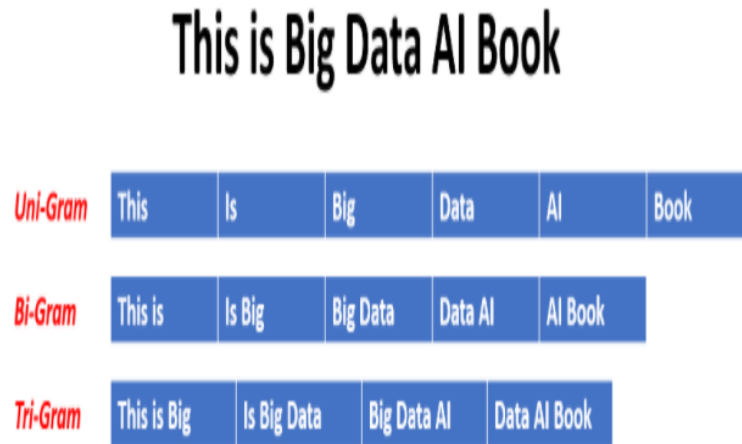 This is Big Data AI Book
Uni-Gram This Is Big Data AI Book
Bi-Gram This is Is Big Big Data Data AI AI Book
Tri-Gram This is Big Is Big Data Big Data AI Data AI Book